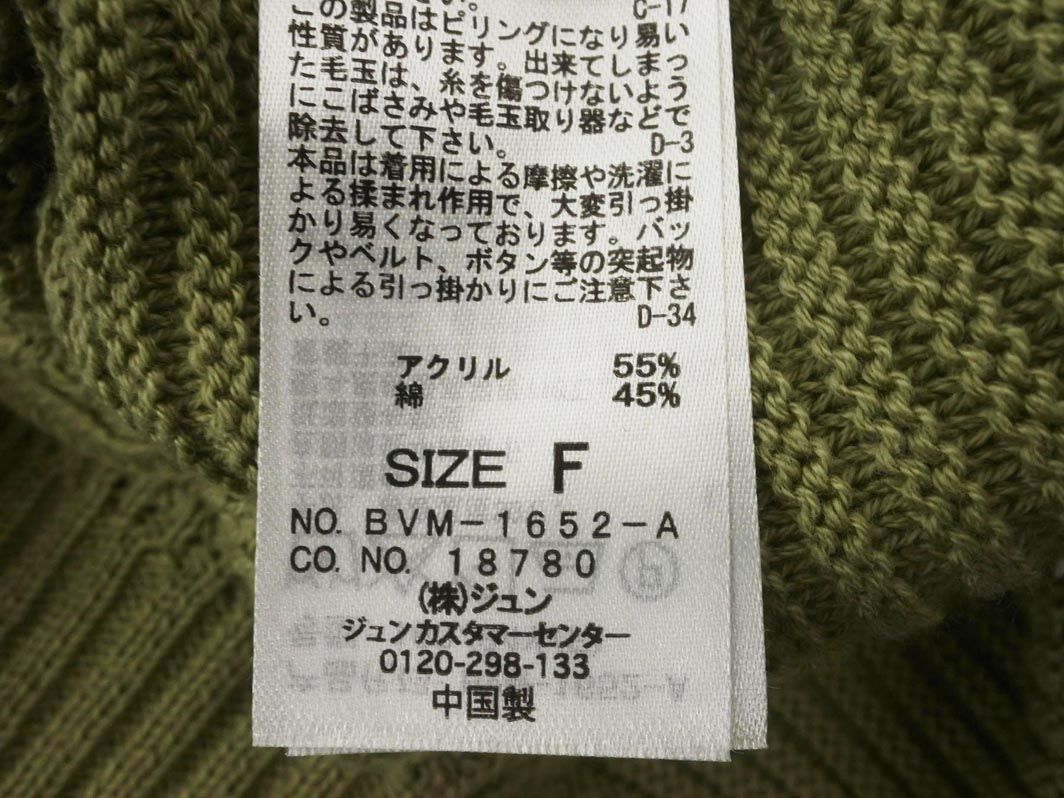 い。 C-17
この製品はピリングになり易い
性質があります。出来てしまっ
た毛玉は、糸を傷つけないよう
にこばさみや毛玉取り器などで
除去して下さい。 D-3
本品は着用による摩擦や洗濯に
よる揉まれ作用で、大変引っ掛
かり易くなっております。バッ
クやベルト、ボタン等の突起物
による引っ掛かりにご注意下さ
い。 D-34
アクリル 55%
綿 45%
SIZE F
NO. BVM-1652-A
CO. NO. 18780
(株)ジュン
ジュンカスタマーセンター
0120-298-133
中国製